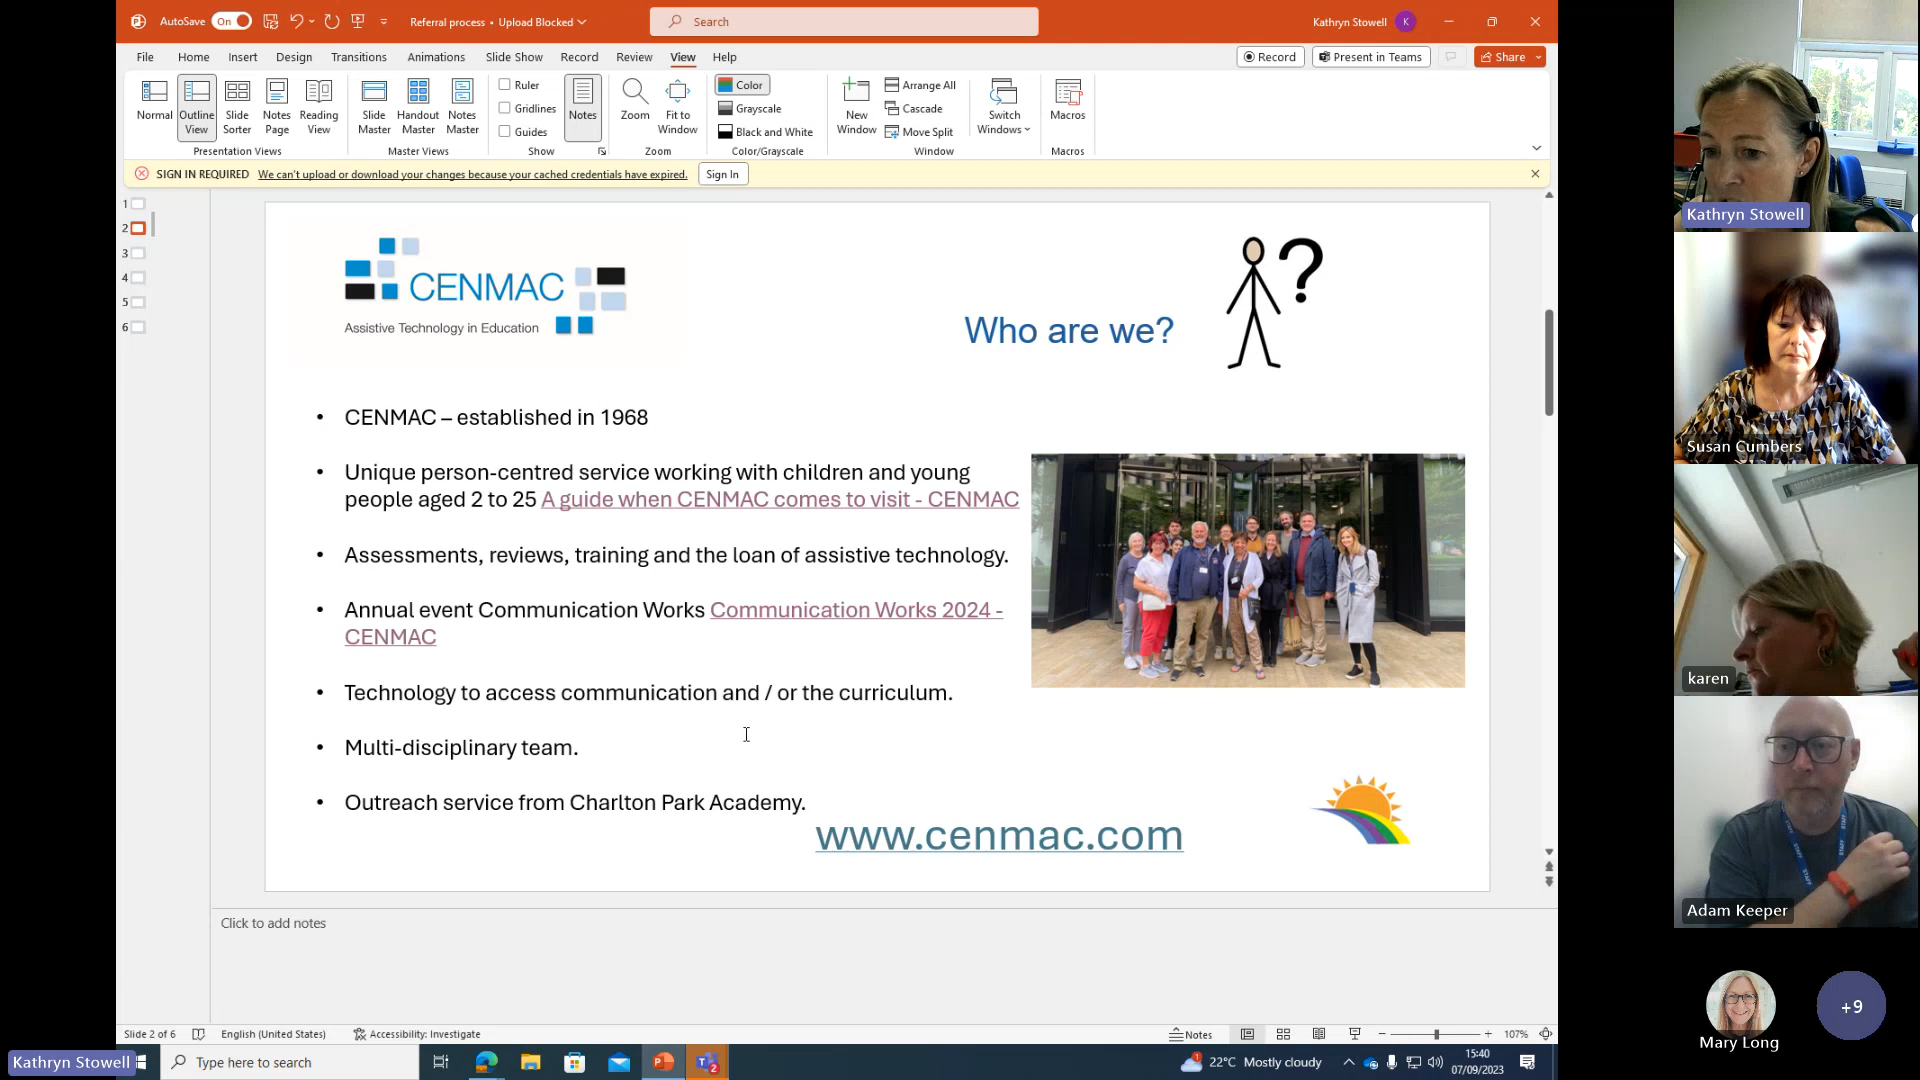 AutoSave On Referral process • Upload Blocked Search Kathryn Stowell K
File Home Insert Design Transitions Animations Slide Show Record Review View Help Record Present in Teams Share
Normal Outline View Slide Sorter Notes Page Reading View
Presentation Views
Slide Master Handout Master Notes Master
Master Views
Ruler
Gridlines
Guides
Notes
Show
Zoom Fit to Window
Zoom
Color
Grayscale
Black and White
Color/Grayscale
New Window
Arrange All
Cascade
Move Split
Switch Windows
Window
Macros
Macros
SIGN IN REQUIRED We can't upload or download your changes because your cached credentials have expired. Sign In
1
2
3
4
5
6
CENMAC
Assistive Technology in Education
Who are we?
?
• CENMAC – established in 1968
• Unique person-centred service working with children and young
people aged 2 to 25 A guide when CENMAC comes to visit - CENMAC
• Assessments, reviews, training and the loan of assistive technology.
• Annual event Communication Works Communication Works 2024 -
CENMAC
• Technology to access communication and / or the curriculum.
• Multi-disciplinary team.
• Outreach service from Charlton Park Academy.
www.cenmac.com
Click to add notes
Slide 2 of 6 English (United States) Accessibility: Investigate Notes 107%
Kathryn Stowell
Type here to search
22°C Mostly cloudy
15:40
07/09/2023
Kathryn Stowell
Susan Cumbers
karen
Adam Keeper
Mary Long
+9